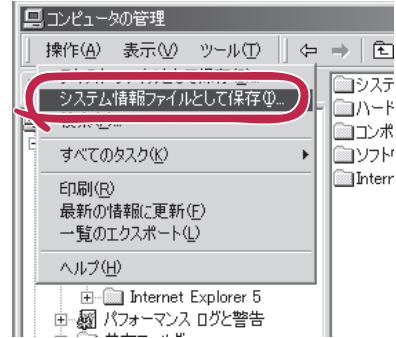 コンピュータの管理
操作(A) 表示(V) ツール(T)
システム情報ファイルとして保存(I)...
すべてのタスク(K)
印刷(R)
最新の情報に更新(F)
一覧のエクスポート(L)
ヘルプ(H)
Internet Explorer 5
パフォーマンス ログと警告
システ
ハード
コンポ
ソフト
Intern